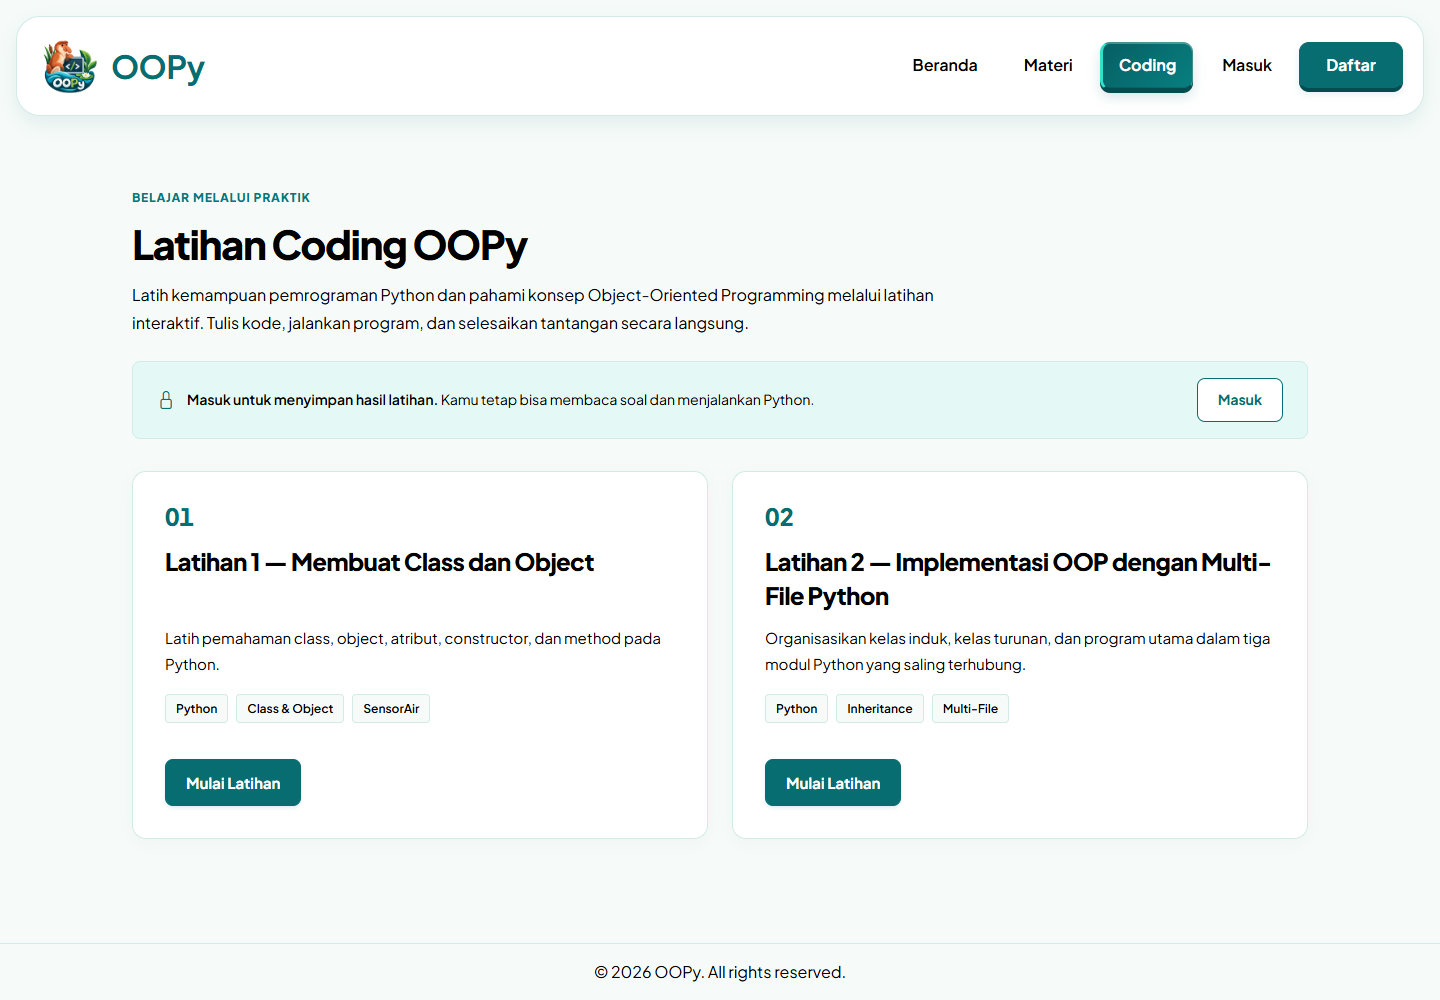 OOPy
OOPy
Beranda
Materi
Coding
Masuk
Daftar
BELAJAR MELALUI PRAKTIK
Latihan Coding OOPy
Latih kemampuan pemrograman Python dan pahami konsep Object-Oriented Programming melalui latihan
interaktif. Tulis kode, jalankan program, dan selesaikan tantangan secara langsung.
Masuk untuk menyimpan hasil latihan. Kamu tetap bisa membaca soal dan menjalankan Python.
Masuk
01
Latihan 1 — Membuat Class dan Object
Latih pemahaman class, object, atribut, constructor, dan method pada
Python.
Python
Class & Object
SensorAir
Mulai Latihan
02
Latihan 2 — Implementasi OOP dengan Multi-
File Python
Organisasikan kelas induk, kelas turunan, dan program utama dalam tiga
modul Python yang saling terhubung.
Python
Inheritance
Multi-File
Mulai Latihan
© 2026 OOPy. All rights reserved.